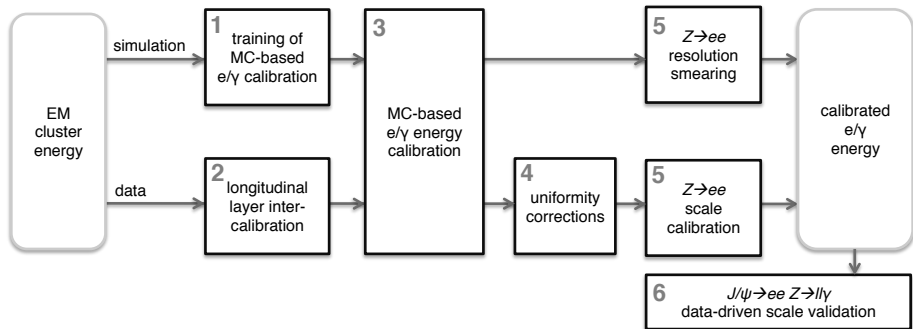 EM
cluster
energy
simulation
data
1
training of
MC-based
e/γ calibration
2
longitudinal
layer inter-
calibration
3
MC-based
e/γ energy
calibration
4
uniformity
corrections
5
Z→ee
resolution
smearing
5
Z→ee
scale
calibration
calibrated
e/γ
energy
6
J/ψ→ee Z→llγ
data-driven scale validation